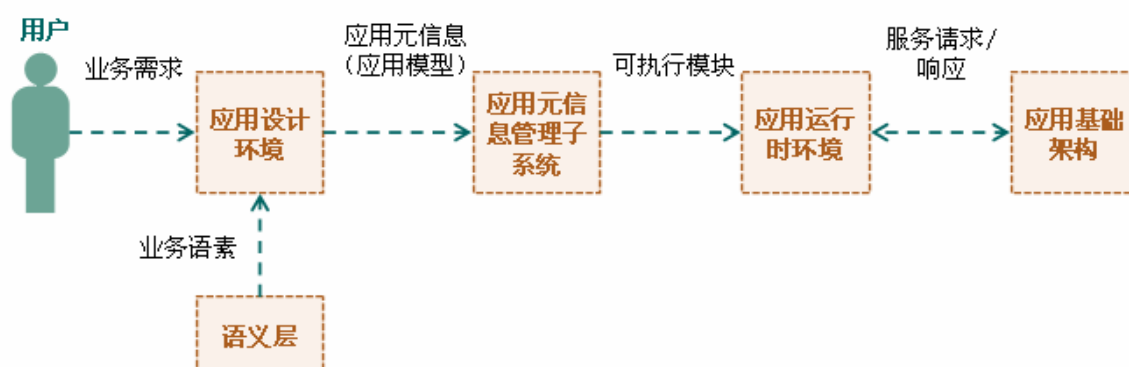 用户
业务需求
应用元信息
（应用模型）
可执行模块
服务请求/
响应
应用设计
环境
应用元信
息管理子
系统
应用运行
时环境
应用基础
架构
业务语素
语义层